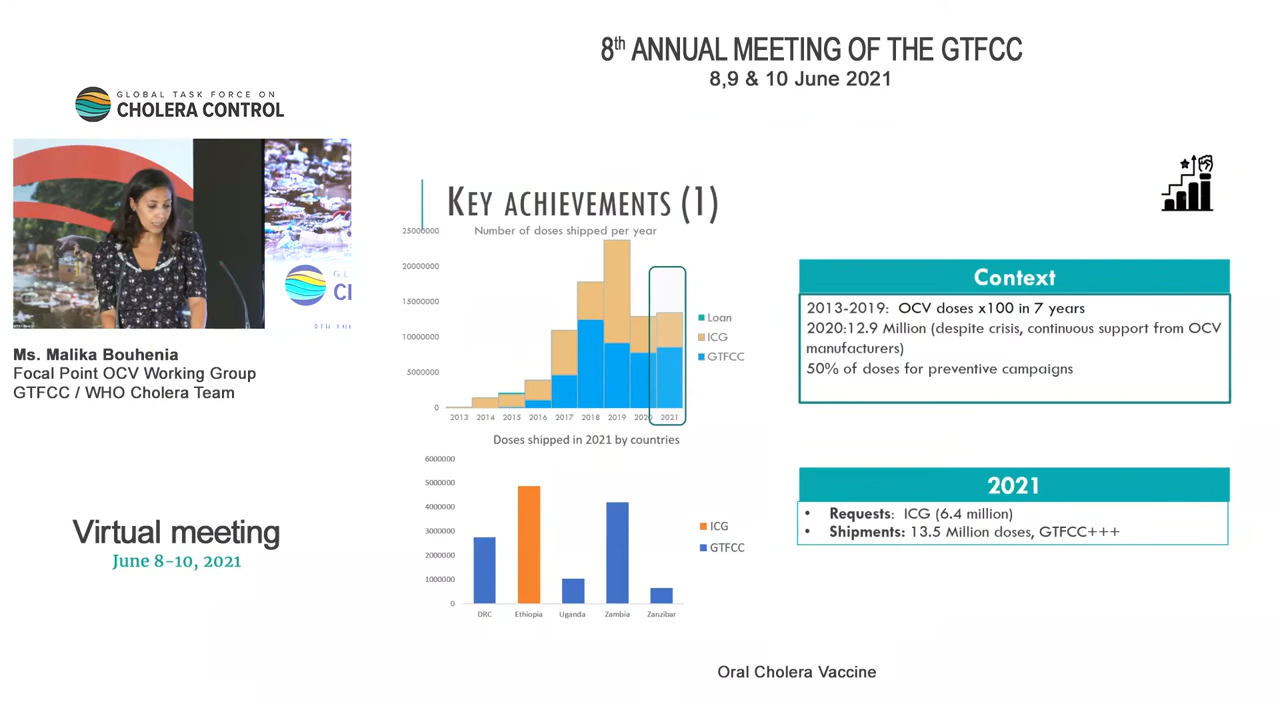 8th ANNUAL MEETING OF THE GTFCC
8,9 & 10 June 2021
GLOBAL TASK FORCE ON
CHOLERA CONTROL
GL
CI
Ms. Malika Bouhenia
Focal Point OCV Working Group
GTFCC / WHO Cholera Team
Virtual meeting
June 8-10, 2021
KEY ACHIEVEMENTS (1)
Number of doses shipped per year
25000000
20000000
15000000
10000000
5000000
0
2013 2014 2015 2016 2017 2018 2019 2020 2021
Loan
ICG
GTFCC
Doses shipped in 2021 by countries
6000000
5000000
4000000
3000000
2000000
1000000
0
DRC Ethiopia Uganda Zambia Zanzibar
ICG
GTFCC
Context
2013-2019: OCV doses x100 in 7 years
2020:12.9 Million (despite crisis, continuous support from OCV
manufacturers)
50% of doses for preventive campaigns
2021
• Requests: ICG (6.4 million)
• Shipments: 13.5 Million doses, GTFCC+++
Oral Cholera Vaccine